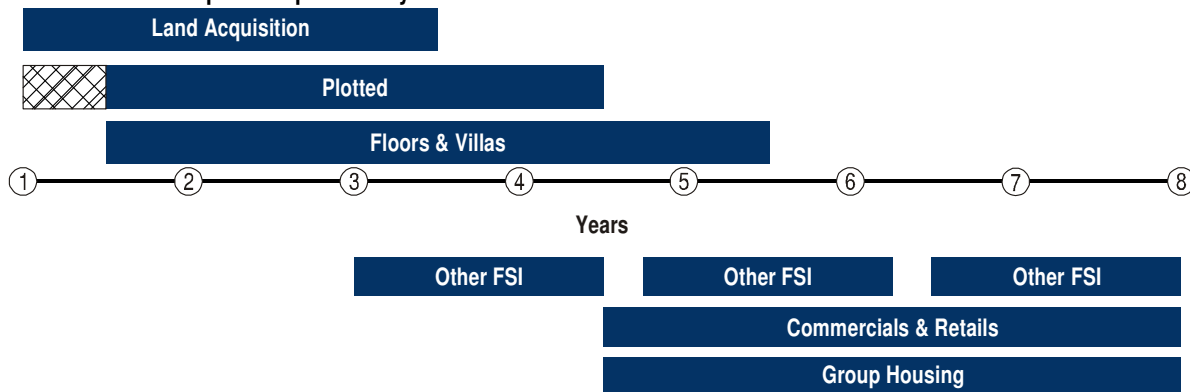 Land Acquisition
Plotted
Floors & Villas
1 2 3 4 5 6 7 8
Years
Other FSI Other FSI Other FSI
Commercials & Retails
Group Housing